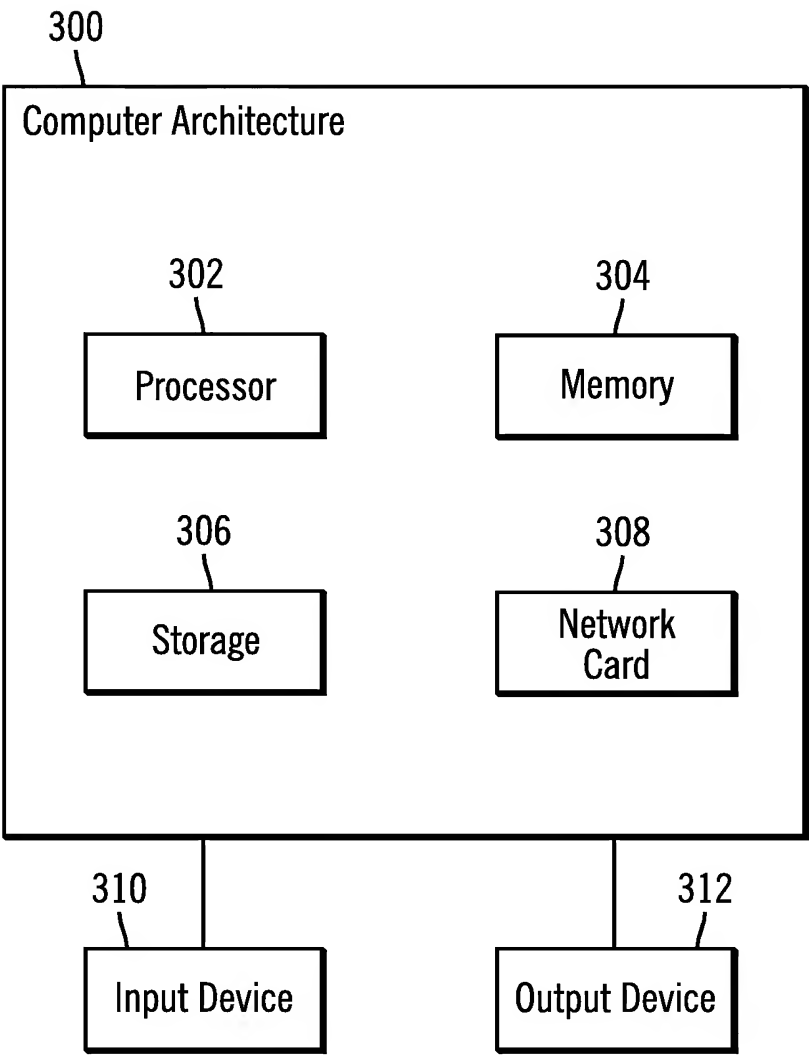 300
Computer Architecture
302
304
Processor
Memory
306
308
Storage
Network
Card
310
312
Input Device
Output Device